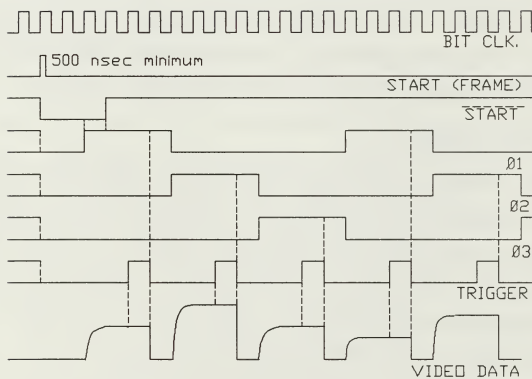 BIT CLK.
500 nsec minimum
START (FRAME)
START
Ø1
Ø2
Ø3
TRIGGER
VIDEO DATA